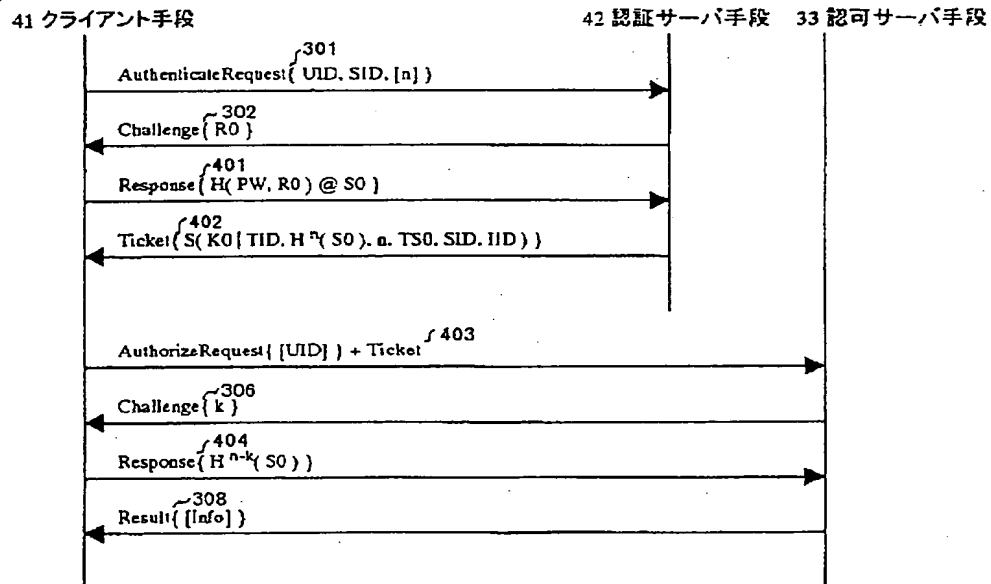 41 クライアント手段 42 認証サーバ手段 33 認可サーバ手段
301
AuthenticateRequest{ UID, SID, [n] }
302
Challenge{ R0 }
401
Response{ H( PW, R0 ) @ S0 }
402
Ticket{ S( K0 | TID, H^n( S0 ), n, TS0, SID, IID ) }
403
AuthorizeRequest{ [UID] } + Ticket
306
Challenge{ k }
404
Response{ H^n-k( S0 ) }
308
Result{ [Info] }